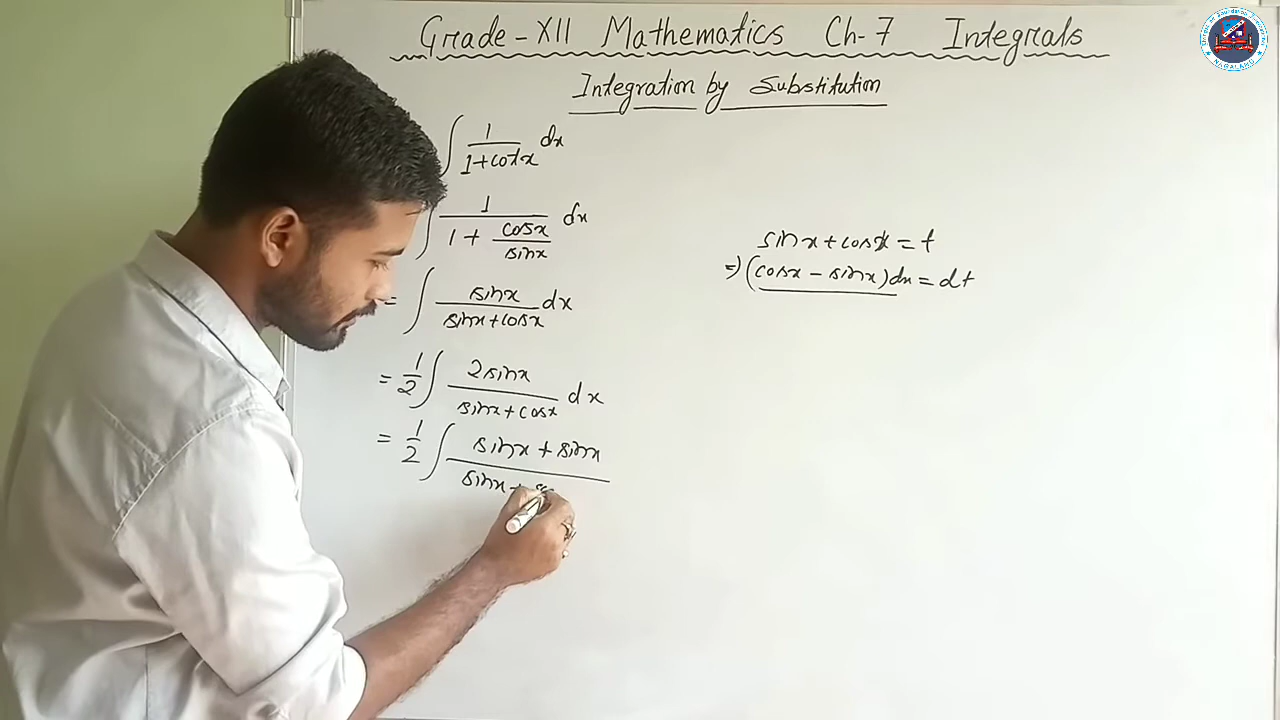 Grade-XII Mathematics Ch-7 Integrals
Integration by Substitution
∫ 1/(1+cotx) dx
∫ 1/(1 + cosx/sinx) dx
= ∫ sinx/(sinx+cosx) dx
= 1/2 ∫ 2sinx/(sinx+cosx) dx
= 1/2 ∫ (sinx + sinx)/(sinx +
sinx + cosx = t
=> (cosx - sinx)dx = dt
NAGALAND